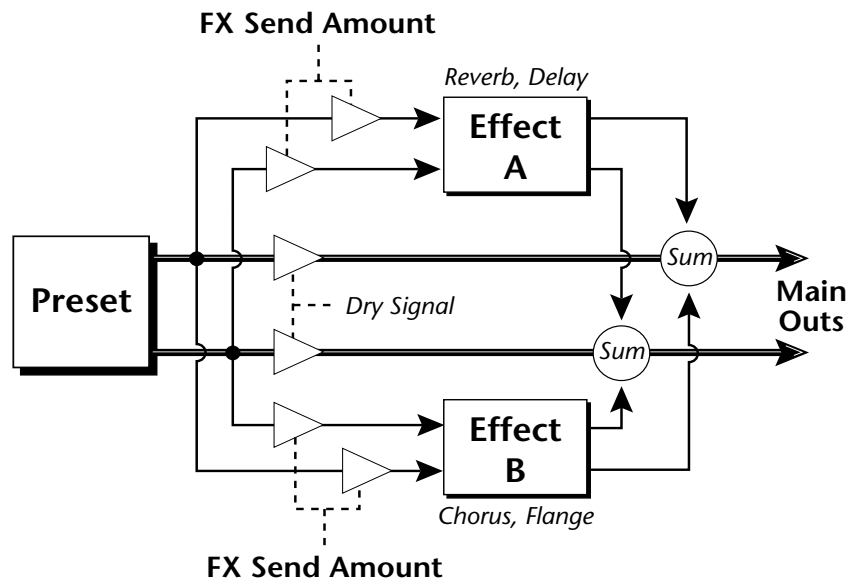 FX Send Amount
Reverb, Delay
Effect
A
Preset
Sum
Main
Outs
Dry Signal
Sum
Effect
B
Chorus, Flange
FX Send Amount